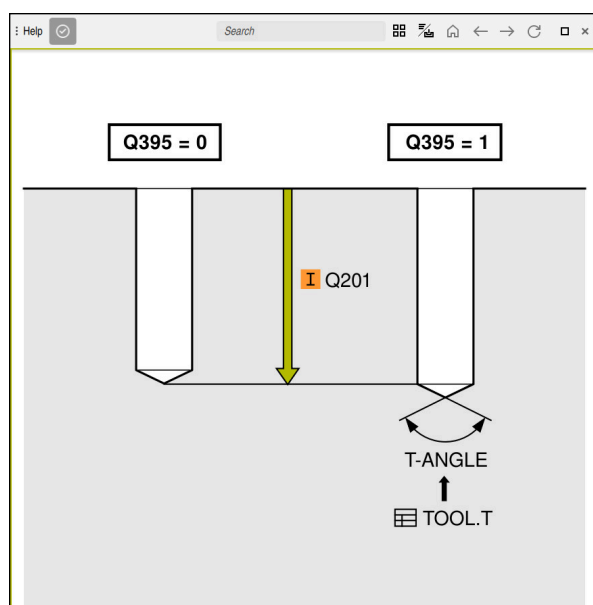 Help
Search
Q395 = 0
Q395 = 1
I Q201
T-ANGLE
TOOL.T